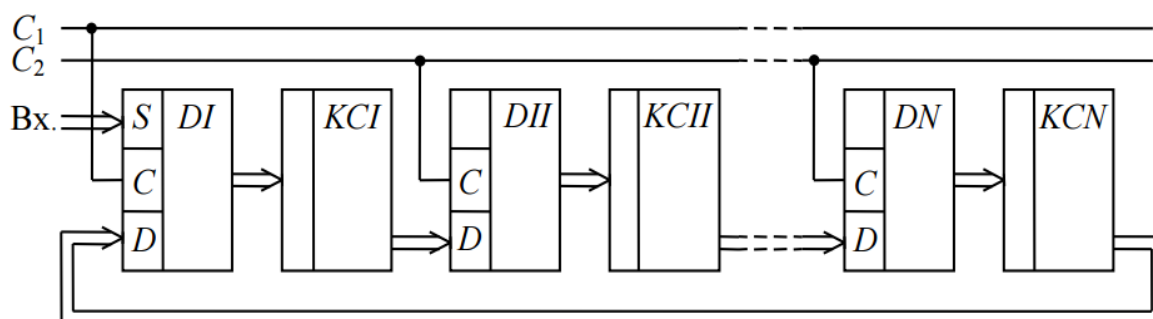 C₁
C₂
Вх.
S DI KCI DII KCII DN KCN
C C C
D D D